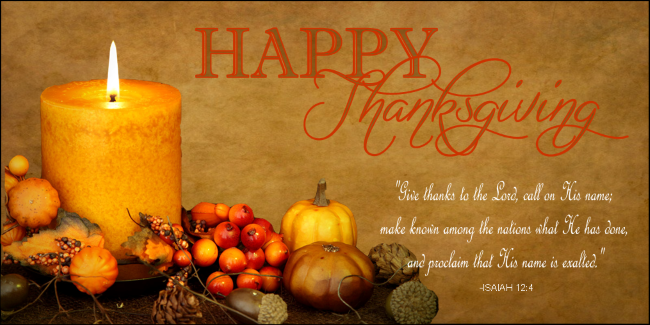 HAPPY
Thanksgiving
"Give thanks to the Lord, call on His name;
make known among the nations what He has done,
and proclaim that His name is exalted."
-ISAIAH 12:4